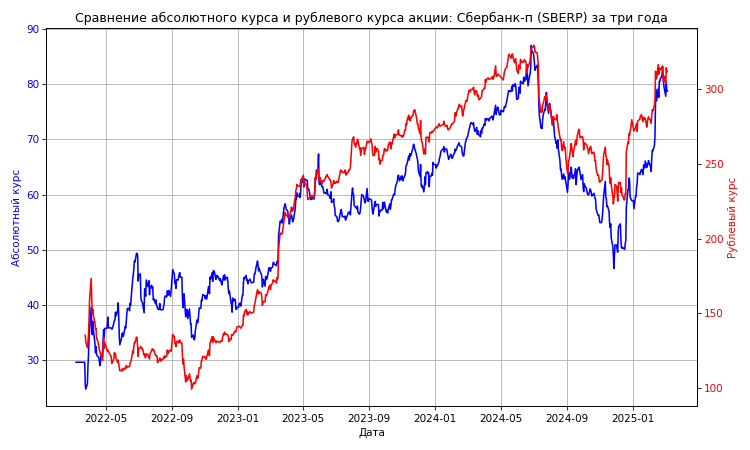 Сравнение абсолютного курса и рублевого курса акции: Сбербанк-п (SBERP) за три года
90
80
70
60
50
40
30
Абсолютный курс
300
250
200
150
100
Рублевый курс
2022-05 2022-09 2023-01 2023-05 2023-09 2024-01 2024-05 2024-09 2025-01
Дата